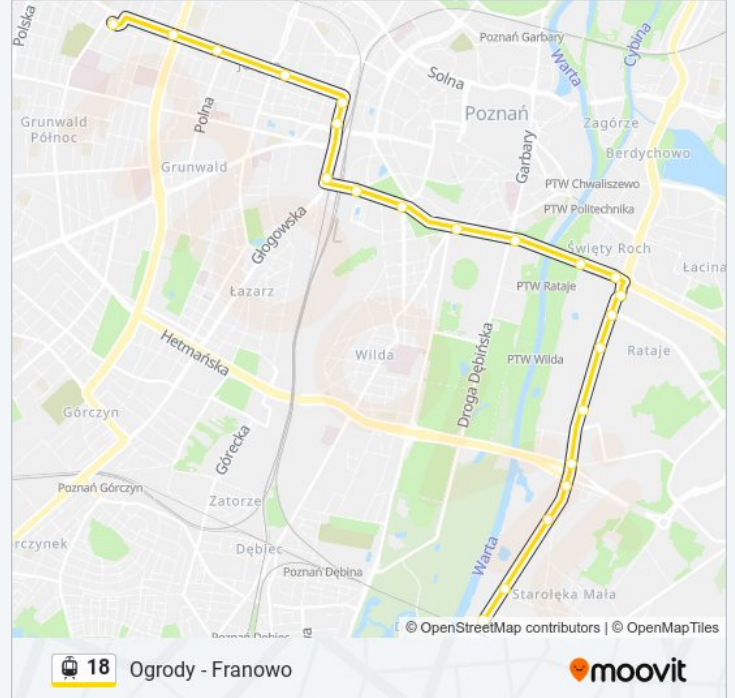 Polska
Poznań Garbary
Cybina
Warta
Solna
Poznań
Polna
Grunwald
Północ
Zagórze
Garbary
Berdychowo
Grunwald
PTW Chwaliszewo
PTW Politechnika
Głogowska
Święty Roch
Łacina
PTW Rataje
Łazarz
Hetmańska
Wilda
Droga Dębińska
PTW Wilda
Rataje
Górczyn
Górecka
Poznań Górczyn
Zatorze
rczynek
Dębiec
Warta
Poznań Dębina
Starołęka Mała
Poznań Dębiec
© OpenStreetMap contributors | © OpenMapTiles
18 Ogrody - Franowo
moovit